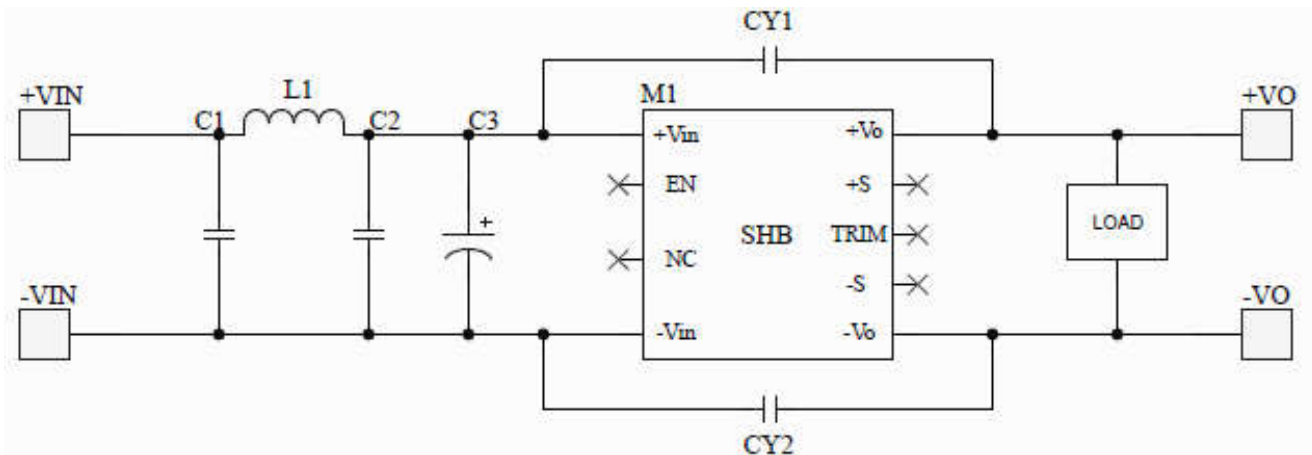 CY1
+VIN
C1
L1
C2
C3
M1
+VO
+Vin
+Vo
EN
+S
SHB
TRIM
LOAD
NC
-S
-VIN
-Vin
-Vo
-VO
CY2